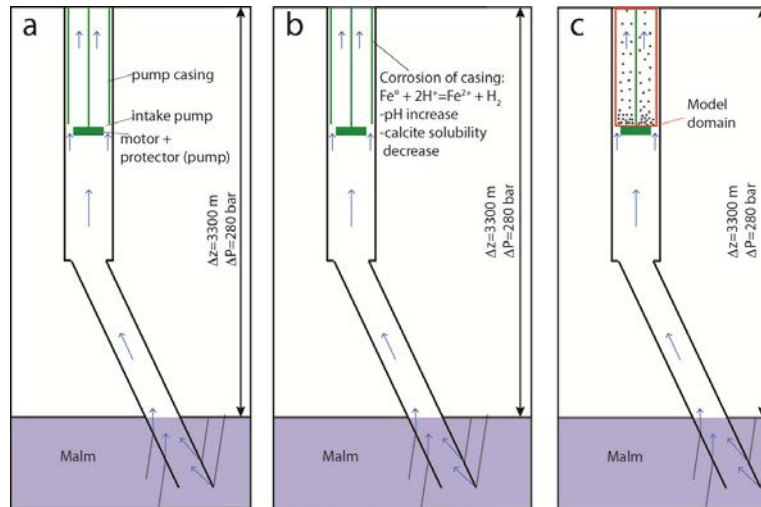 a
pump casing
intake pump
motor +
protector (pump)
Δz=3300 m
ΔP=280 bar
Malm
b
Corrosion of casing:
Fe° + 2H⁺=Fe²⁺ + H₂
-pH increase
-calcite solubility
decrease
Δz=3300 m
ΔP=280 bar
Malm
c
Model
domain
Δz=3300 m
ΔP=280 bar
Malm